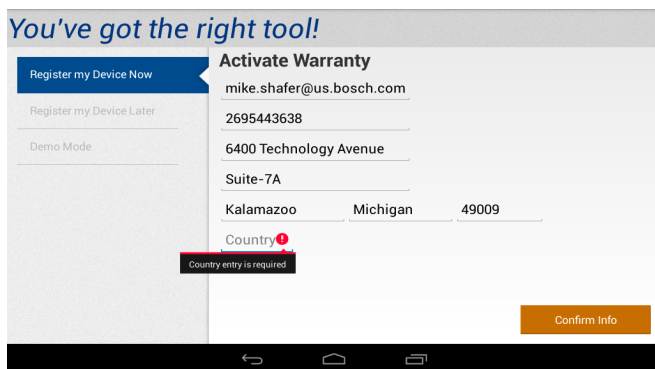 You've got the right tool!
Register my Device Now
Register my Device Later
Demo Mode
Activate Warranty
mike.shafer@us.bosch.com
2695443638
6400 Technology Avenue
Suite-7A
Kalamazoo Michigan 49009
Country
Country entry is required
Confirm Info